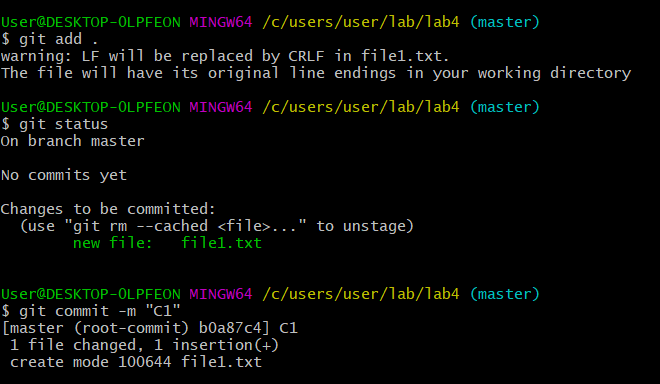 User@DESKTOP-OLPFEON MINGW64 /c/users/user/lab/lab4 (master)
$ git add .
warning: LF will be replaced by CRLF in file1.txt.
The file will have its original line endings in your working directory
User@DESKTOP-OLPFEON MINGW64 /c/users/user/lab/lab4 (master)
$ git status
On branch master
No commits yet
Changes to be committed:
  (use "git rm --cached <file>..." to unstage)
        new file:   file1.txt
User@DESKTOP-OLPFEON MINGW64 /c/users/user/lab/lab4 (master)
$ git commit -m "C1"
[master (root-commit) b0a87c4] C1
 1 file changed, 1 insertion(+)
 create mode 100644 file1.txt